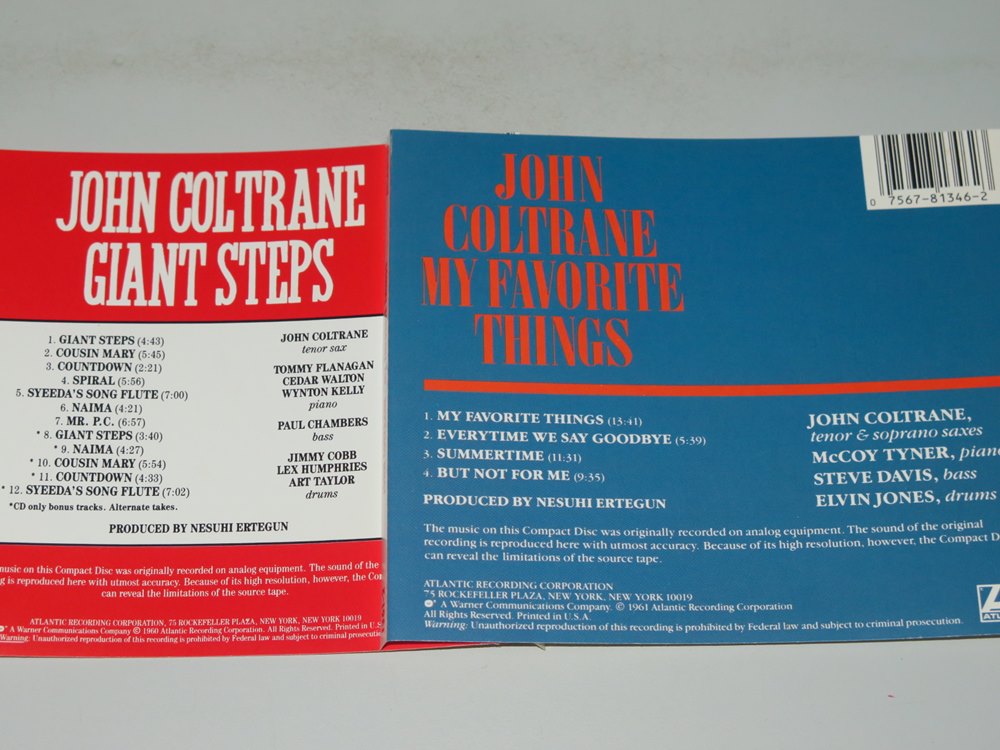 JOHN COLTRANE
GIANT STEPS
1. GIANT STEPS (4:43)
2. COUSIN MARY (5:45)
3. COUNTDOWN (2:21)
4. SPIRAL (5:56)
5. SYEEDA'S SONG FLUTE (7:00)
6. NAIMA (4:21)
7. MR. P.C. (6:57)
* 8. GIANT STEPS (3:40)
* 9. NAIMA (4:27)
* 10. COUSIN MARY (5:54)
* 11. COUNTDOWN (4:33)
* 12. SYEEDA'S SONG FLUTE (7:02)
*CD only bonus tracks. Alternate takes.
JOHN COLTRANE
tenor sax
TOMMY FLANAGAN
CEDAR WALTON
WYNTON KELLY
piano
PAUL CHAMBERS
bass
JIMMY COBB
LEX HUMPHRIES
ART TAYLOR
drums
PRODUCED BY NESUHI ERTEGUN
music on this Compact Disc was originally recorded on analog equipment. The sound of the
g is reproduced here with utmost accuracy. Because of its high resolution, however, the Co
can reveal the limitations of the source tape.
ATLANTIC RECORDING CORPORATION, 75 ROCKEFELLER PLAZA, NEW YORK, NEW YORK 10019
A Warner Communications Company © 1960 Atlantic Recording Corp. All Rights Reserved. Printed in U.S.
Warning: Unauthorized reproduction of this recording is prohibited by Federal law and subject to criminal prosecutio
JOHN
COLTRANE
MY FAVORITE
THINGS
0 7567-81346-2
1. MY FAVORITE THINGS (13:41)
2. EVERYTIME WE SAY GOODBYE (5:39)
3. SUMMERTIME (11:31)
4. BUT NOT FOR ME (9:35)
PRODUCED BY NESUHI ERTEGUN
JOHN COLTRANE,
tenor & soprano saxes
McCOY TYNER, piano
STEVE DAVIS, bass
ELVIN JONES, drums
The music on this Compact Disc was originally recorded on analog equipment. The sound of the original
recording is reproduced here with utmost accuracy. Because of its high resolution, however, the Compact D
can reveal the limitations of the source tape.
ATLANTIC RECORDING CORPORATION
75 ROCKEFELLER PLAZA, NEW YORK, NEW YORK 10019
A Warner Communications Company. © 1961 Atlantic Recording Corporation
All Rights Reserved. Printed in U.S.A.
Warning: Unauthorized reproduction of this recording is prohibited by Federal law and subject to criminal prosecution.